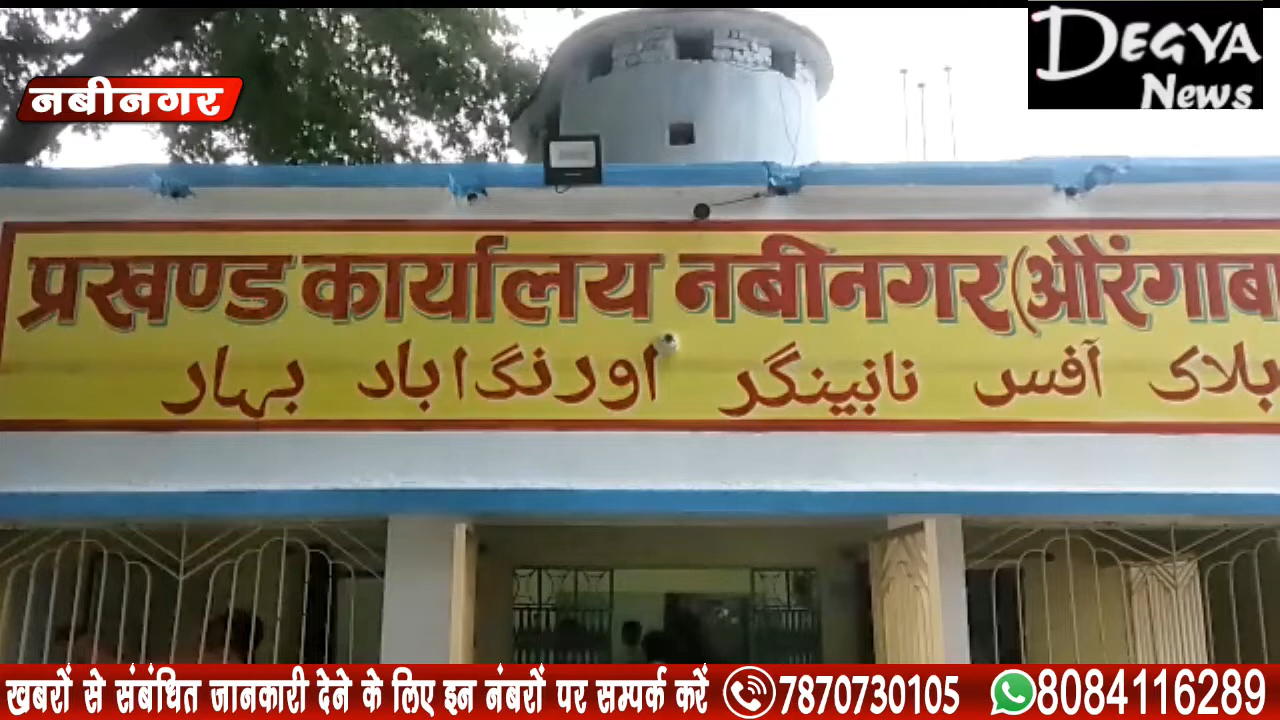 DEGYA
News
नबीनगर
प्रखण्ड कार्यालय नबीनगर (औरंगाबा
بلاک آفس نابینگر اورنگاباد بہار
खबरों से संबंधित जानकारी देने के लिए इन नंबरों पर सम्पर्क करें 7870730105 8084116289